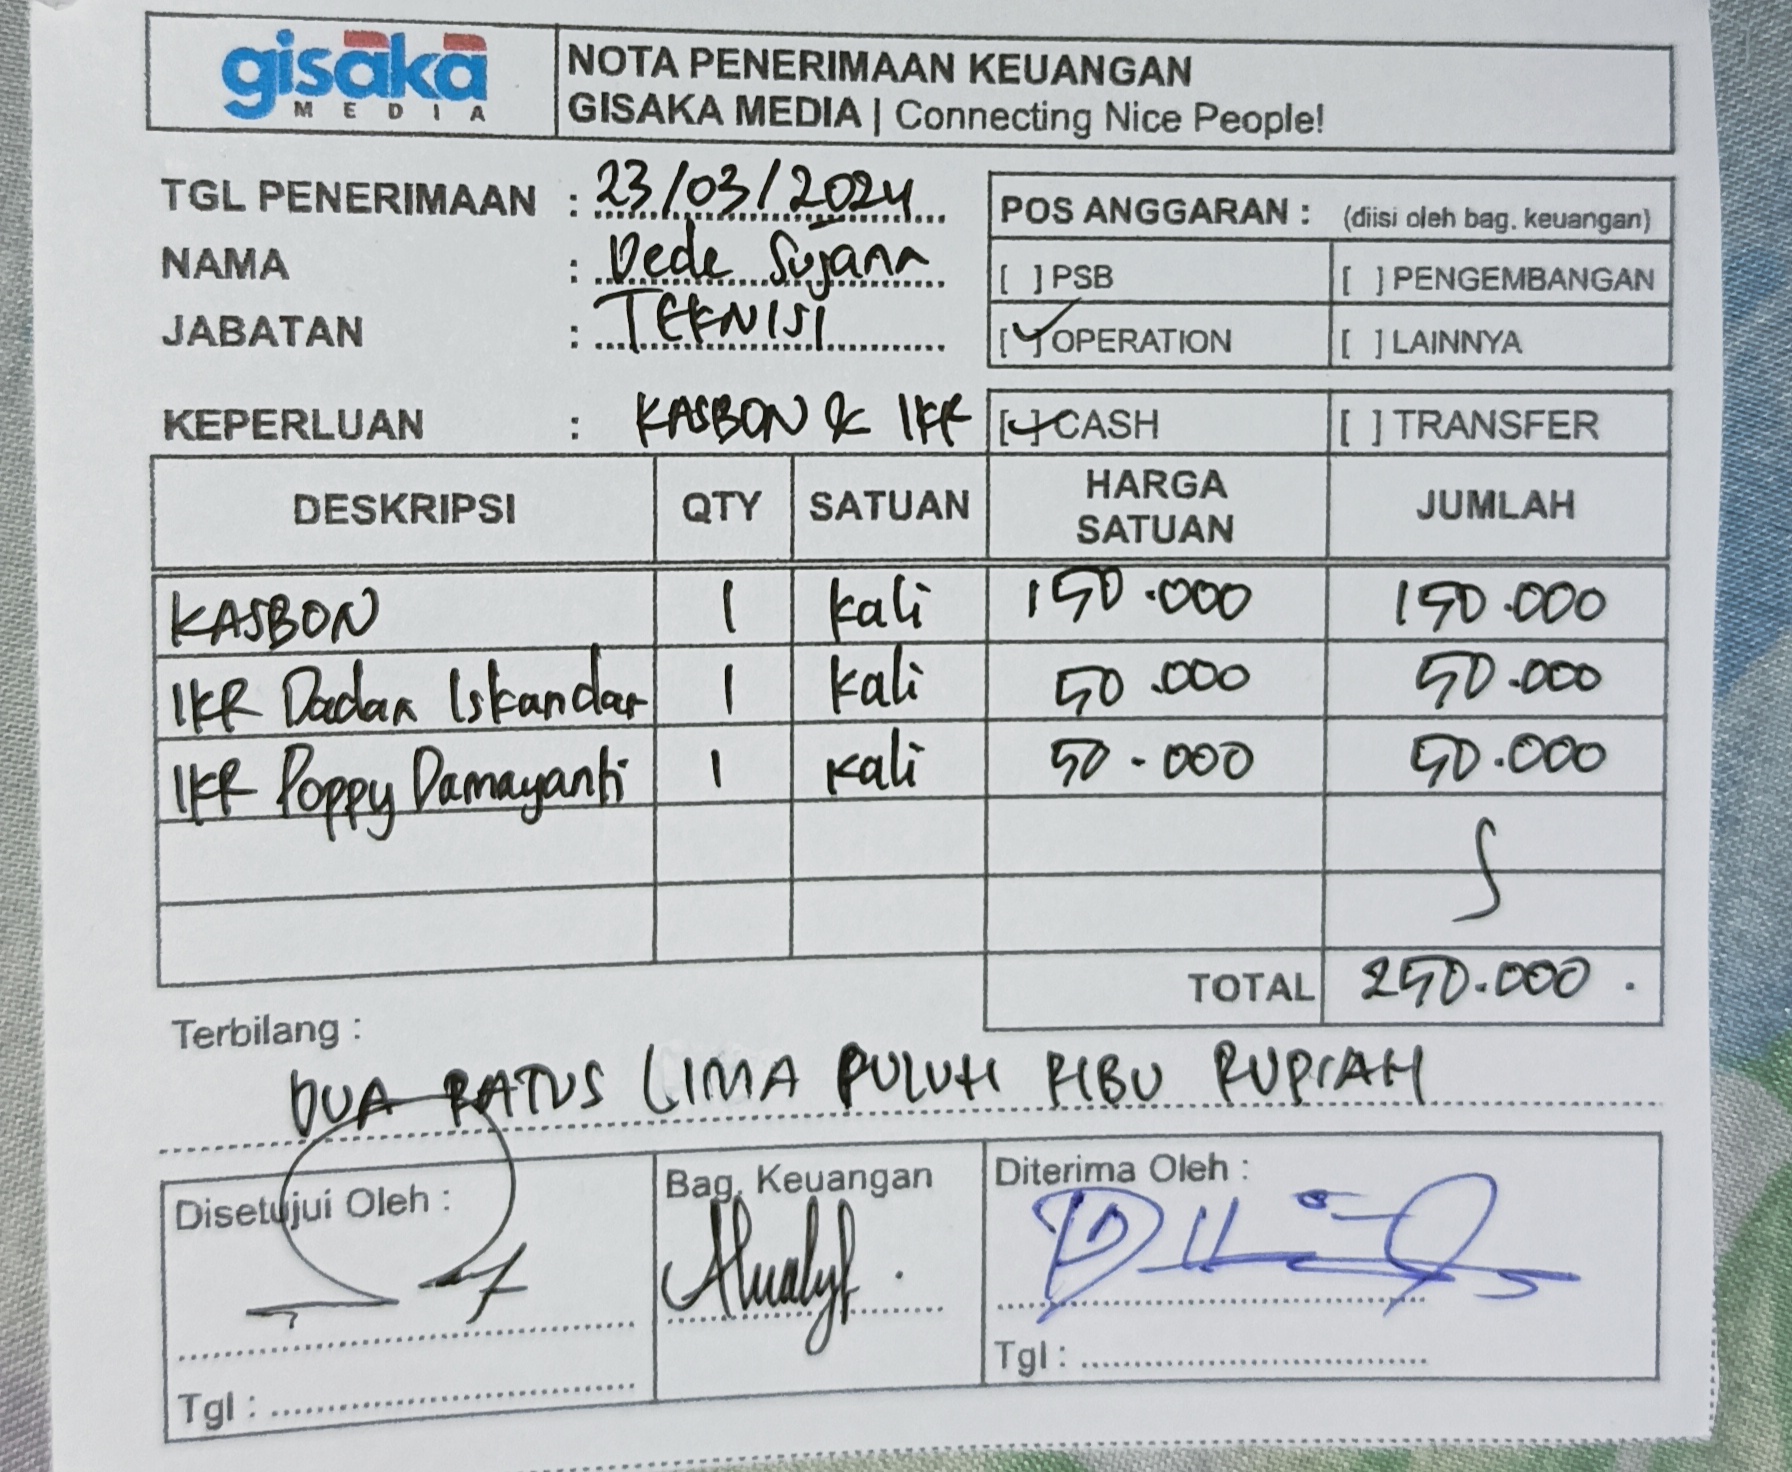 gisaka
MEDIA
NOTA PENERIMAAN KEUANGAN
GISAKA MEDIA | Connecting Nice People!
TGL PENERIMAAN : 23/03/2024
NAMA : Dede Sujana
JABATAN : TEKNISI
POS ANGGARAN : (diisi oleh bag. keuangan)
[ ] PSB [ ] PENGEMBANGAN
[✓] OPERATION [ ] LAINNYA
KEPERLUAN : KASBON & IKR [✓] CASH [ ] TRANSFER
DESKRIPSI QTY SATUAN HARGA SATUAN JUMLAH
KASBON 1 kali 150.000 150.000
IKR Dadan Iskandar 1 kali 50.000 50.000
IKR Poppy Damayanti 1 kali 50.000 50.000
TOTAL 250.000.
Terbilang :
DUA RATUS LIMA PULUH RIBU RUPIAH
Disetujui Oleh : Bag. Keuangan Diterima Oleh :
Tgl : Tgl :